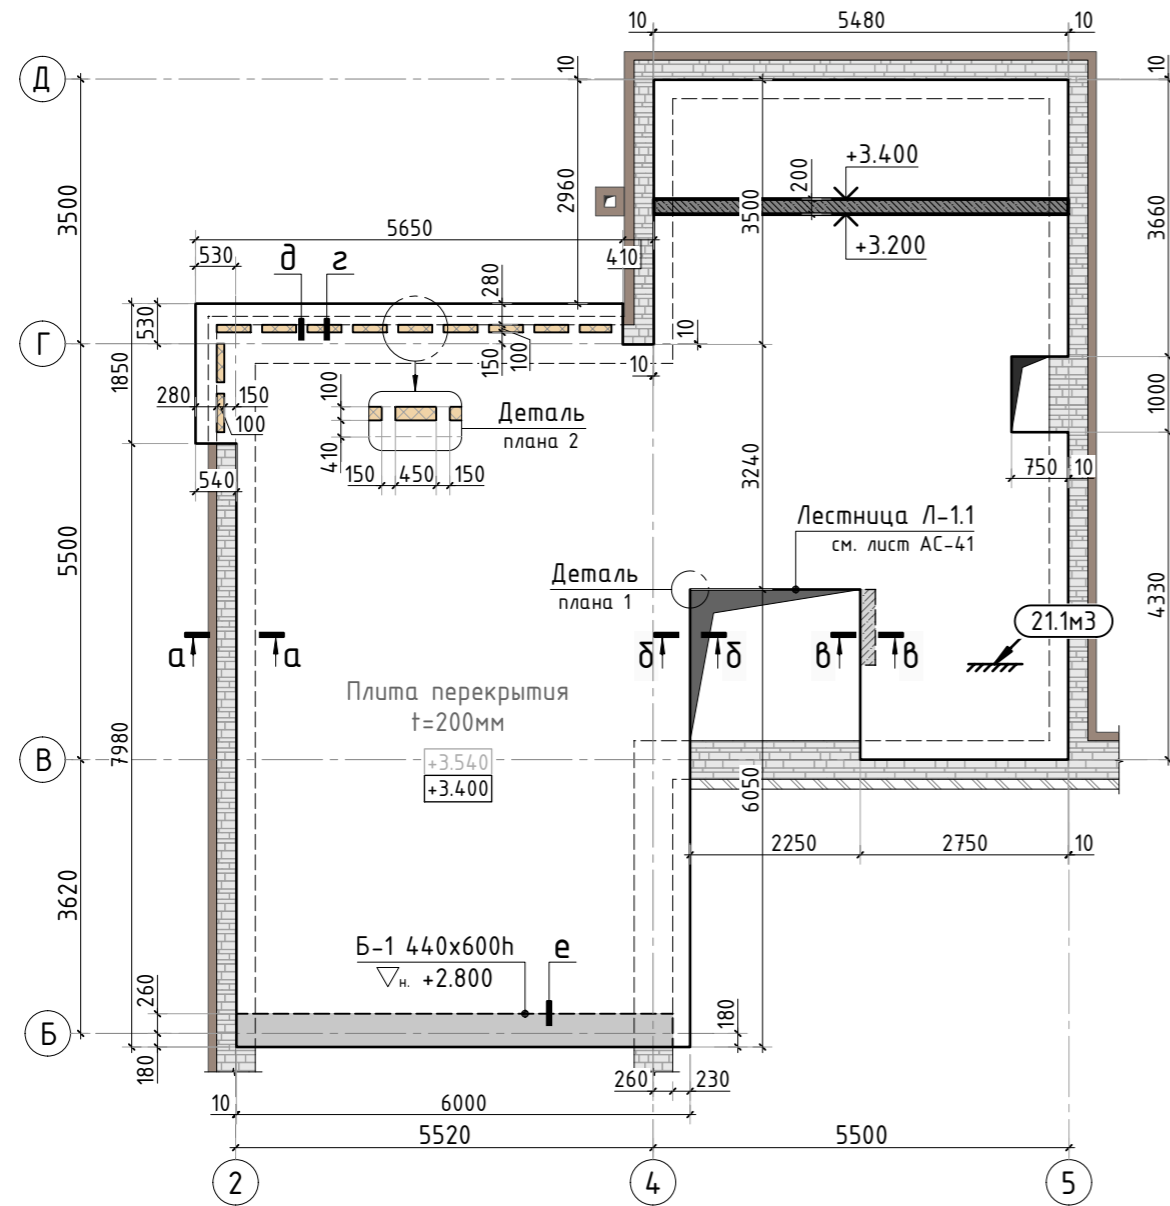 10
5480
10
Д
10
10
3500
2960
3500
200
+3.400
+3.200
3660
5650
530
410
д
г
280
530
Г
1850
150
100
10
10
280
150
100
100
410
Деталь
плана 2
150
450
150
1000
750
10
540
3240
5500
Лестница Л-1.1
см. лист АС-41
Деталь
плана 1
4330
21.1м3
а
а
б
б
в
в
Плита перекрытия
t=200мм
+3.540
+3.400
В
7980
6050
2250
2750
10
3620
Б-1 440х600h
е
н. +2.800
260
180
Б
180
260
230
10
6000
5520
5500
2
4
5